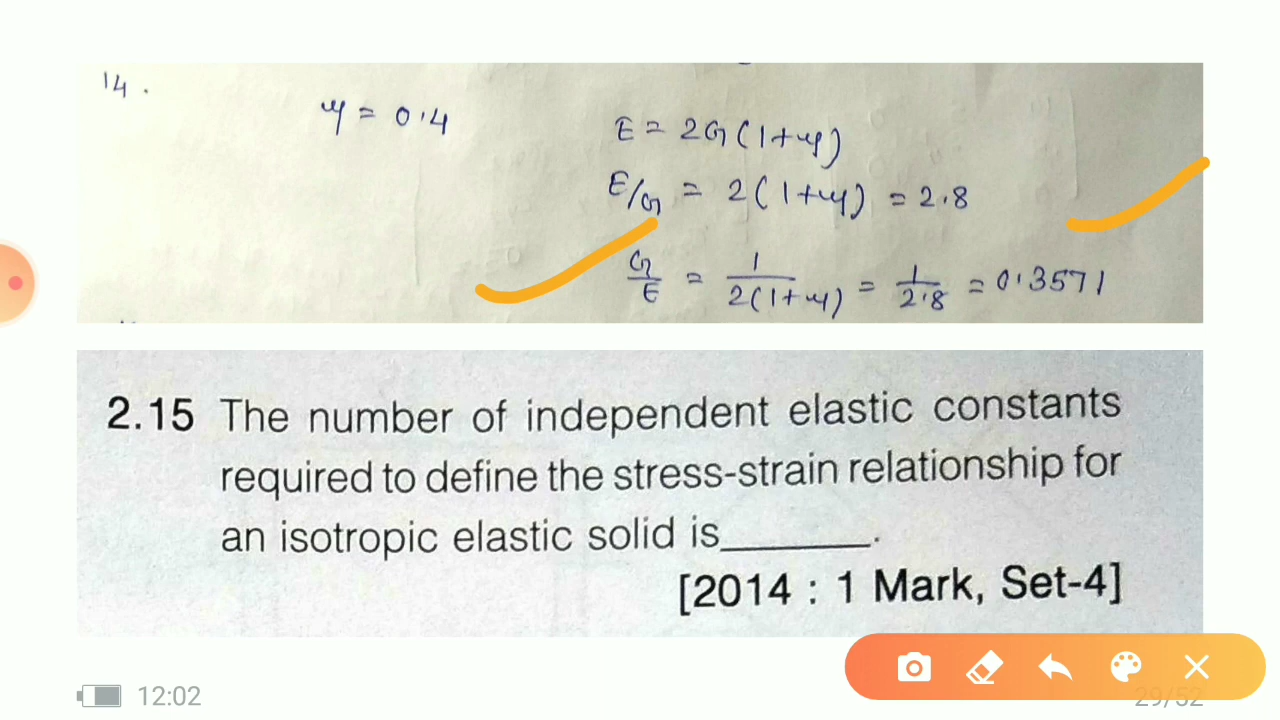 14.
μ = 0.4
E = 2G(1+μ)
E/G = 2(1+μ) = 2.8
G/E = 1/2(1+μ) = 1/2.8 = 0.3571
2.15 The number of independent elastic constants
required to define the stress-strain relationship for
an isotropic elastic solid is_______.
[2014 : 1 Mark, Set-4]
12:02
29/52